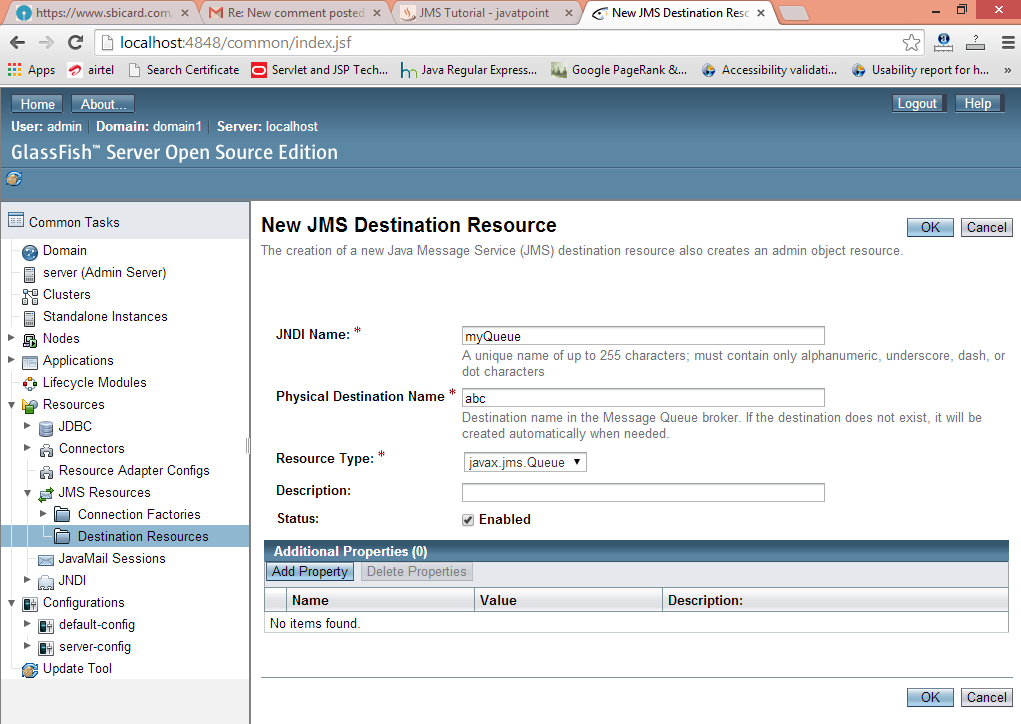 https://www.sbicard.com
Re: New comment posted
JMS Tutorial - javatpoint
New JMS Destination Reso
localhost:4848/common/index.jsf
Apps airtel Search Certificate Servlet and JSP Tech... Java Regular Express... Google PageRank &... Accessibility validati... Usability report for h... »
Home About... Logout Help
User: admin Domain: domain1 Server: localhost
GlassFish™ Server Open Source Edition
Common Tasks
Domain
server (Admin Server)
Clusters
Standalone Instances
Nodes
Applications
Lifecycle Modules
Resources
JDBC
Connectors
Resource Adapter Configs
JMS Resources
Connection Factories
Destination Resources
JavaMail Sessions
JNDI
Configurations
default-config
server-config
Update Tool
New JMS Destination Resource
OK Cancel
The creation of a new Java Message Service (JMS) destination resource also creates an admin object resource.
JNDI Name: * myQueue
A unique name of up to 255 characters; must contain only alphanumeric, underscore, dash, or
dot characters
Physical Destination Name * abc
Destination name in the Message Queue broker. If the destination does not exist, it will be
created automatically when needed.
Resource Type: * javax.jms.Queue
Description:
Status: Enabled
Additional Properties (0)
Add Property Delete Properties
Name Value Description:
No items found.
OK Cancel